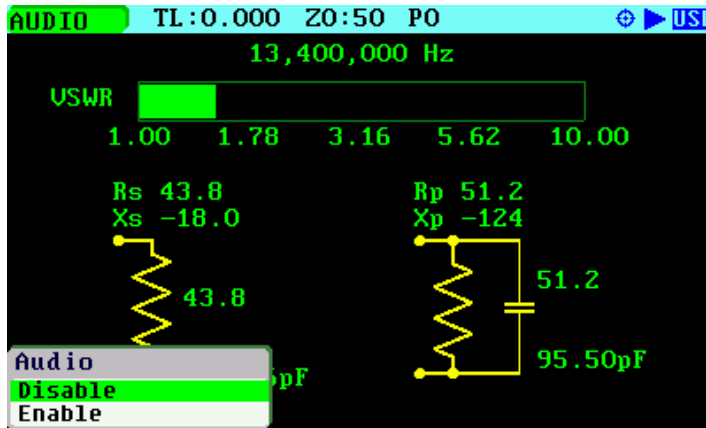 AUDIO TL:0.000 Z0:50 PO
13,400,000 Hz
VSWR
1.00 1.78 3.16 5.62 10.00
Rs 43.8
Xs -18.0
43.8
Rp 51.2
Xp -124
51.2
95.50pF
pF
Audio
Disable
Enable